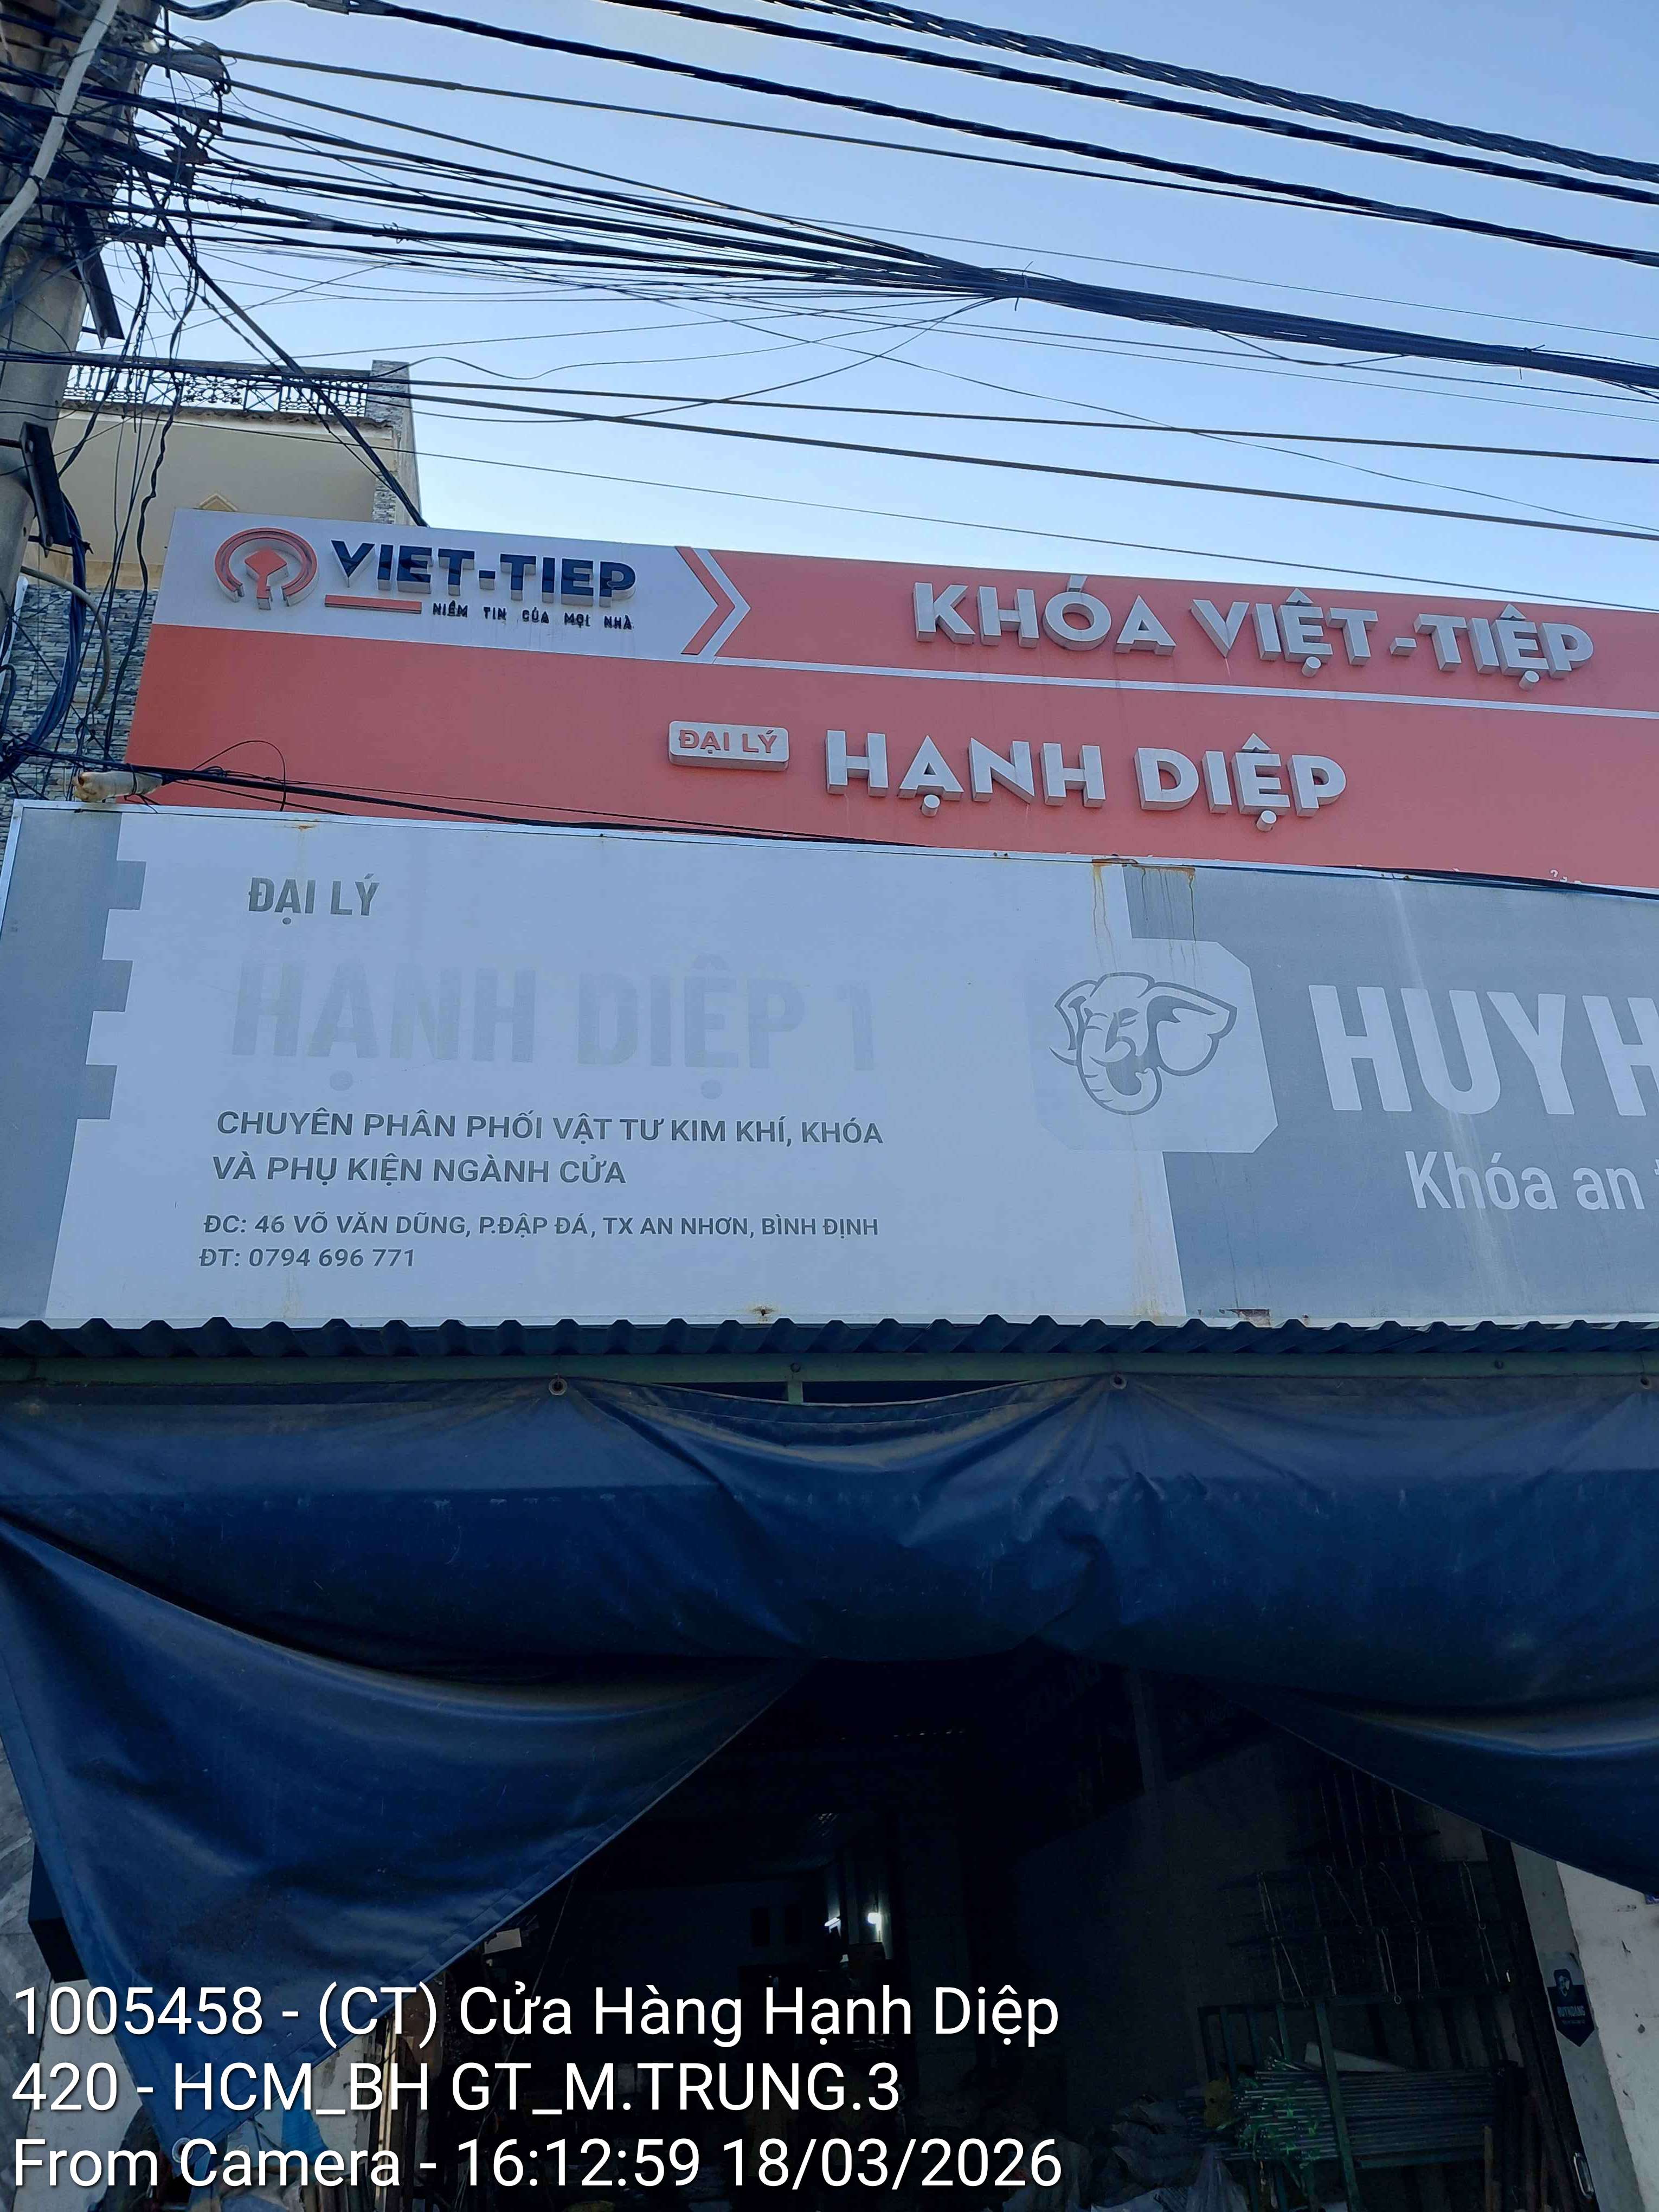 VIET-TIEP
NIỀM TIN CỦA MỌI NHÀ
KHÓA VIỆT-TIỆP
ĐẠI LÝ
HẠNH DIỆP
ĐẠI LÝ
HẠNH DIỆP 1
CHUYÊN PHÂN PHỐI VẬT TƯ KIM KHÍ, KHÓA
VÀ PHỤ KIỆN NGÀNH CỬA
ĐC: 46 VÕ VĂN DŨNG, P.ĐẬP ĐÁ, TX AN NHƠN, BÌNH ĐỊNH
ĐT: 0794 696 771
HUYH
Khóa an
1005458 - (CT) Cửa Hàng Hạnh Diệp
420 - HCM_BH GT_M.TRUNG.3
From Camera - 16:12:59 18/03/2026